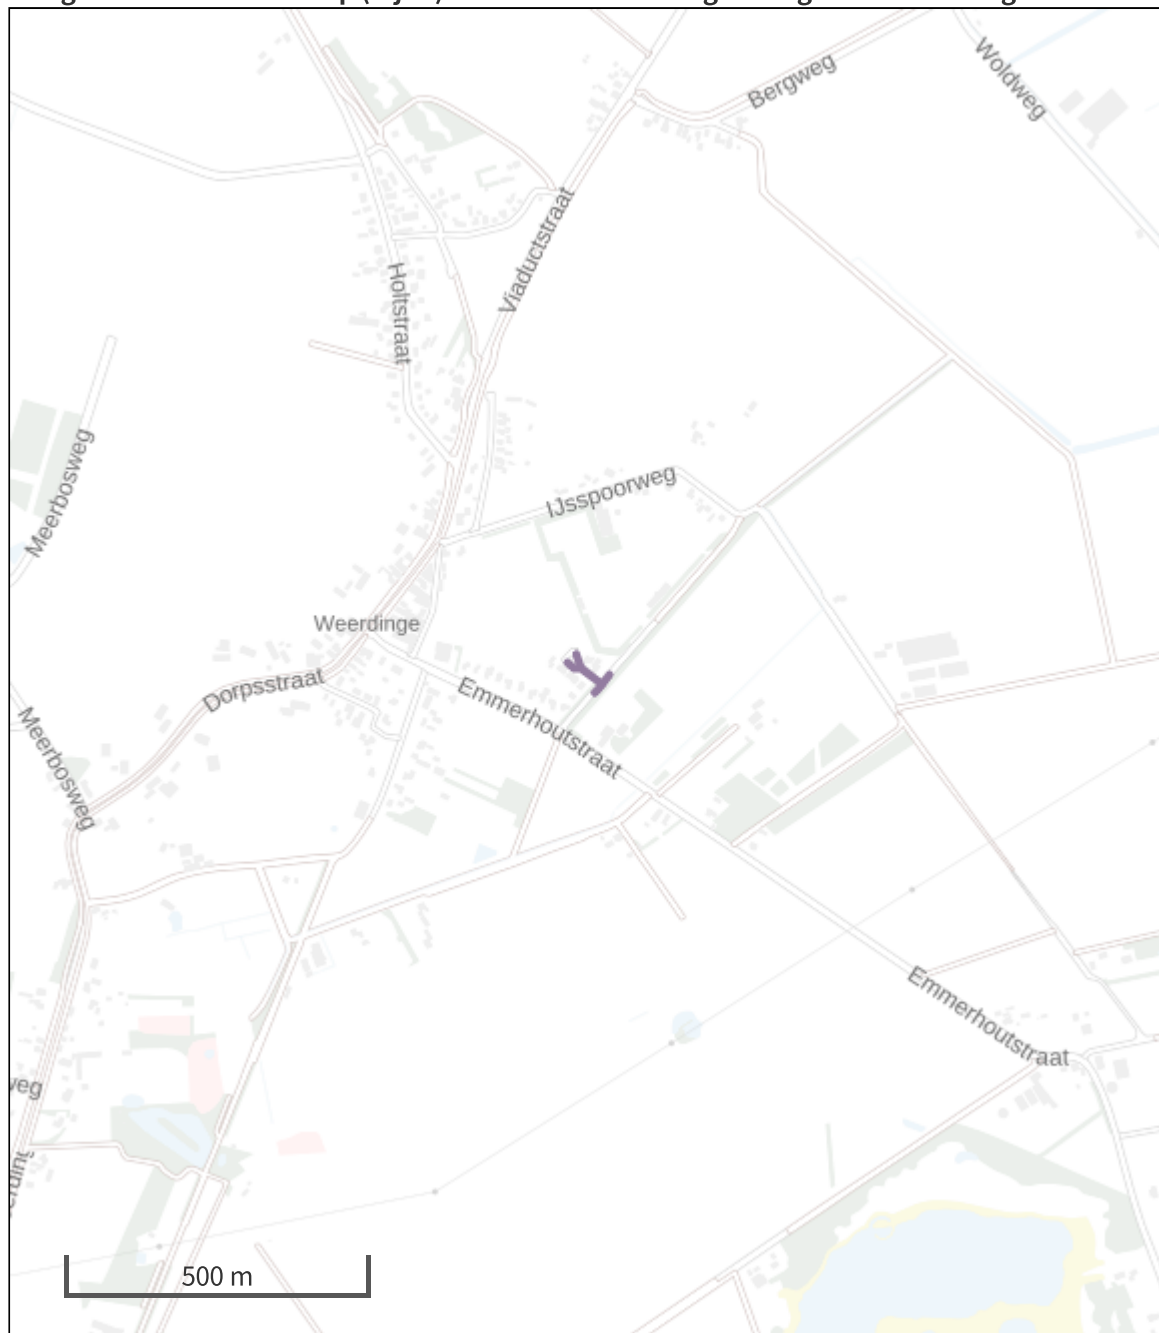 Bergweg
Woldweg
Viaductstraat
Holtstraat
Meerbosweg
IJsspoorweg
Weerdinge
Dorpsstraat
Emmerhoutstraat
Meerbosweg
Emmerhoutstraat
500 m